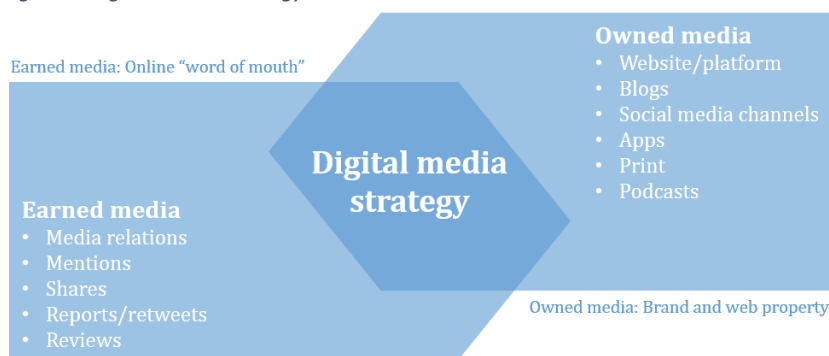 Owned media
• Website/platform
• Blogs
• Social media channels
• Apps
• Print
• Podcasts
Earned media: Online “word of mouth”
Digital media
strategy
Earned media
• Media relations
• Mentions
• Shares
• Reports/retweets
• Reviews
Owned media: Brand and web property